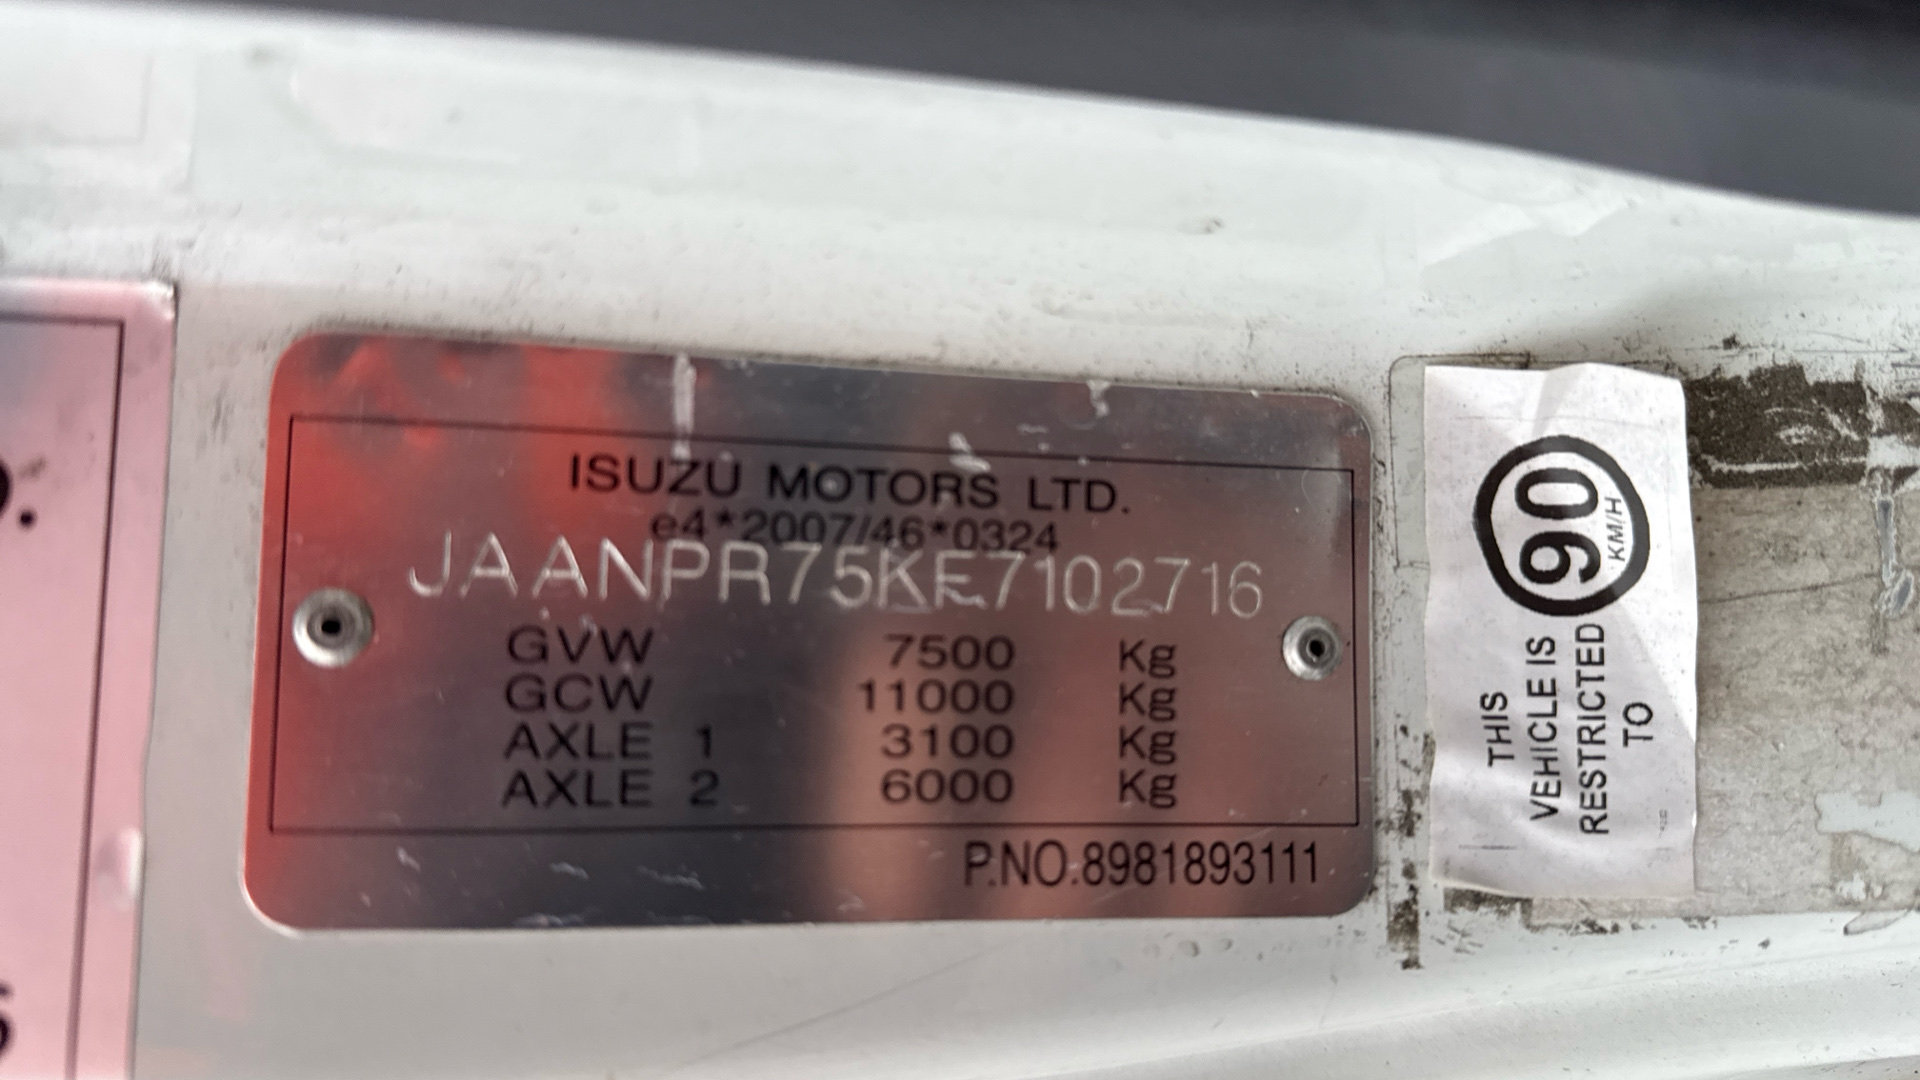 ISUZU MOTORS LTD.
e4*2007/46*0324
JAANPR75KE7102716
GVW 7500 Kg
GCW 11000 Kg
AXLE 1 3100 Kg
AXLE 2 6000 Kg
P.NO.8981893111
THIS
VEHICLE IS
RESTRICTED
TO
90
KM/H